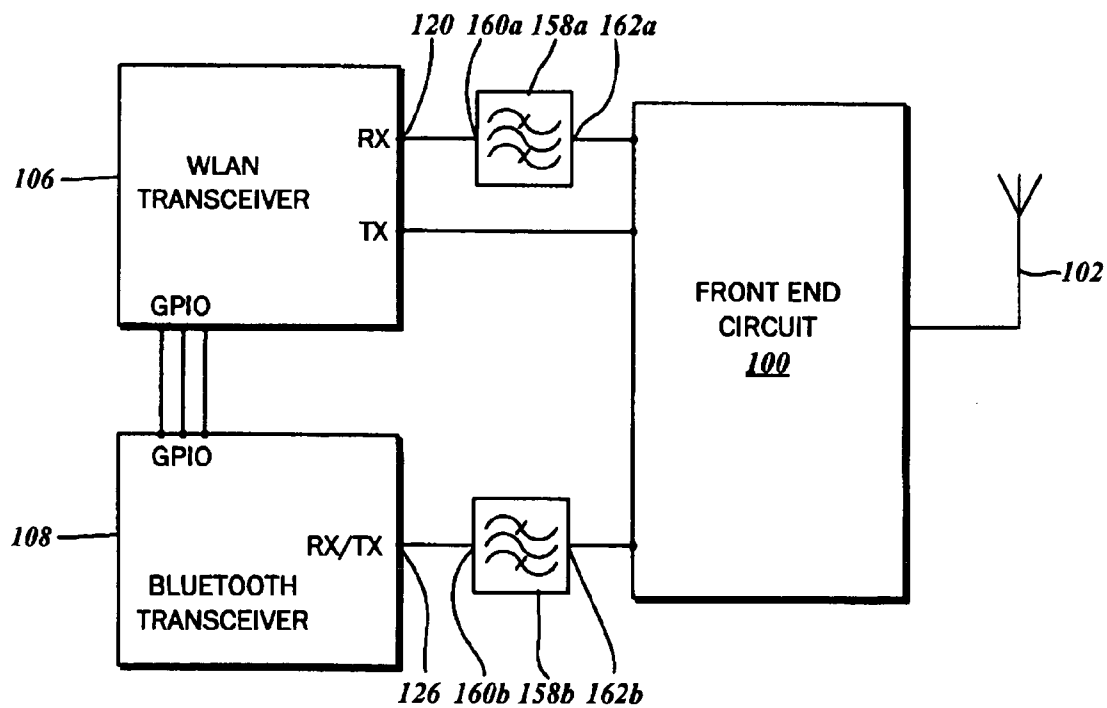 120 160a 158a 162a
RX
WLAN
TRANSCEIVER
106
TX
GPIO
102
FRONT END
CIRCUIT
100
GPIO
108
RX/TX
BLUETOOTH
TRANSCEIVER
126 160b 158b 162b